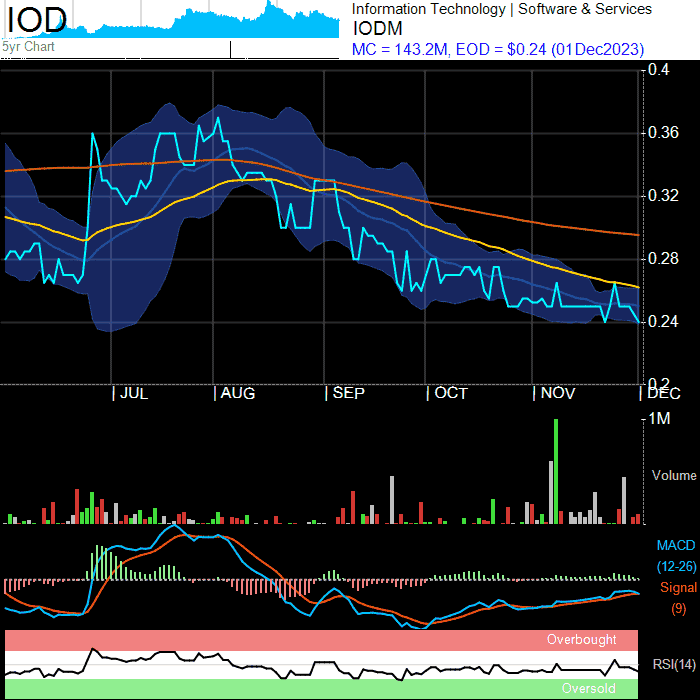 IOD
5yr Chart
Information Technology | Software & Services
IODM
MC = 143.2M, EOD = $0.24 (01Dec2023)
0.4
0.36
0.32
0.28
0.24
0.2
| JUL | AUG | SEP | OCT | NOV | DEC
1M
Volume
MACD
(12-26)
Signal
(9)
Overbought
RSI(14)
Oversold